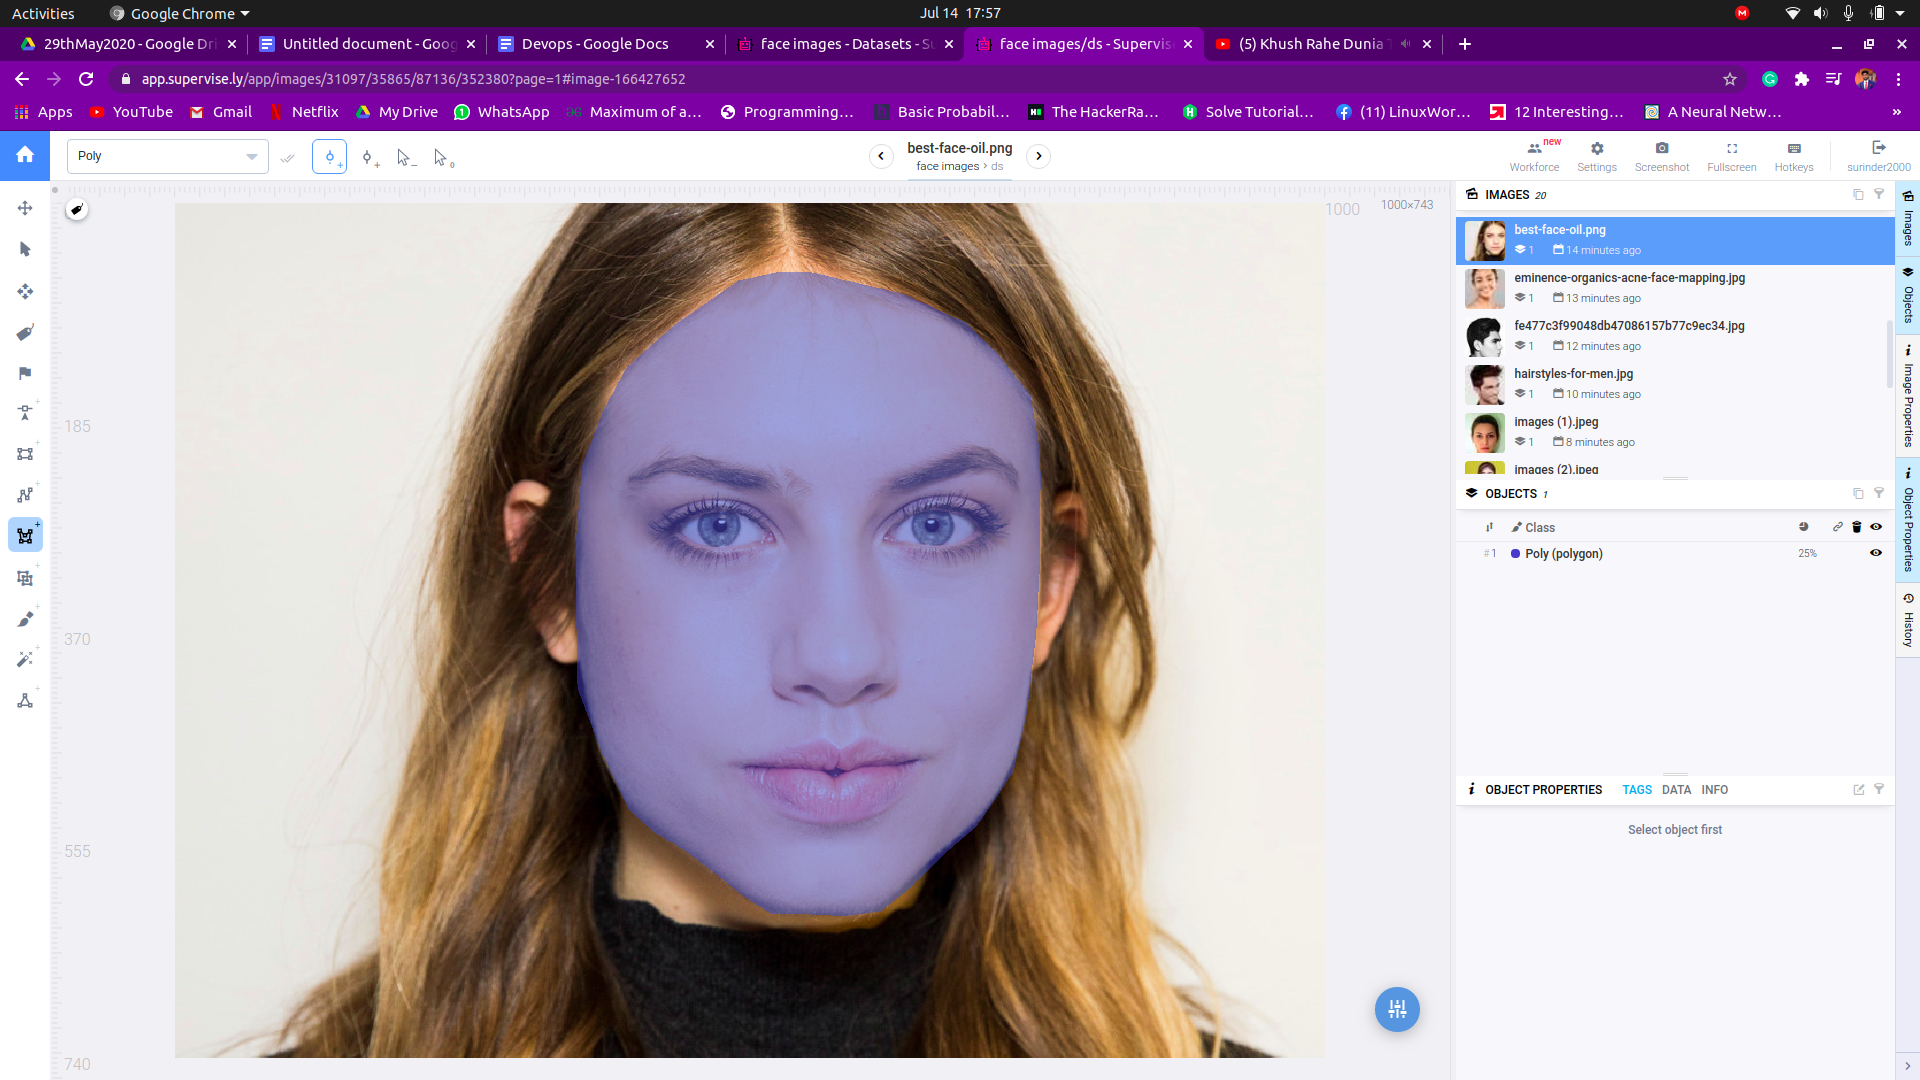 Activities Google Chrome Jul 14 17:57
29thMay2020 - Google Dri Untitled document - Goog Devops - Google Docs face images - Datasets - Su face images/ds - Supervise (5) Khush Rahe Dunia T
app.supervise.ly/app/images/31097/35865/87136/352380?page=1#image-166427652
Apps YouTube Gmail Netflix My Drive WhatsApp Maximum of a... Programming... Basic Probabil... The HackerRa... Solve Tutorial... (11) LinuxWor... 12 Interesting... A Neural Netw... »
Poly
best-face-oil.png
face images > ds
new
Workforce Settings Screenshot Fullscreen Hotkeys surinder2000
1000 1000×743
185
370
555
740
IMAGES 20
best-face-oil.png
1 14 minutes ago
eminence-organics-acne-face-mapping.jpg
1 13 minutes ago
fe477c3f99048db47086157b77c9ec34.jpg
1 12 minutes ago
hairstyles-for-men.jpg
1 10 minutes ago
images (1).jpeg
1 8 minutes ago
images (2).jpeg
OBJECTS 1
Class
#1 Poly (polygon) 25%
OBJECT PROPERTIES TAGS DATA INFO
Select object first
Images
Objects
Image Properties
Object Properties
History